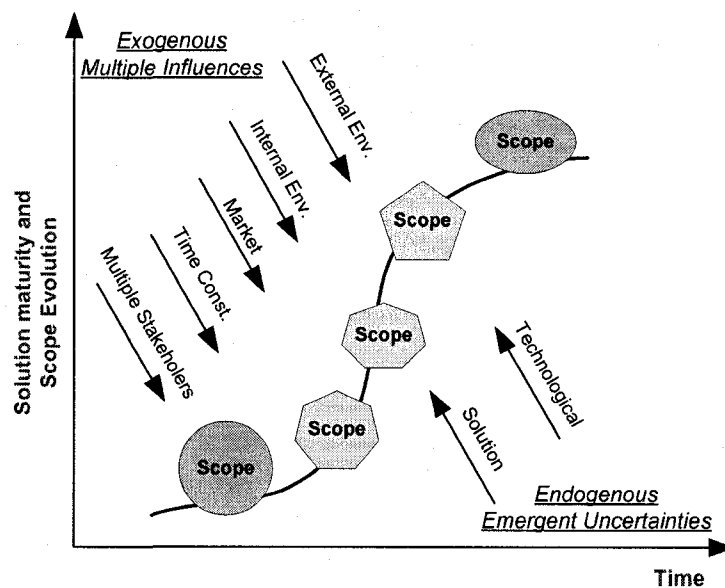 Exogenous
Multiple Influences
External Env.
Internal Env.
Market
Time Const.
Multiple Stakeholers
Scope
Scope
Scope
Scope
Scope
Technological
Solution
Endogenous
Emergent Uncertainties
Solution maturity and
Scope Evolution
Time